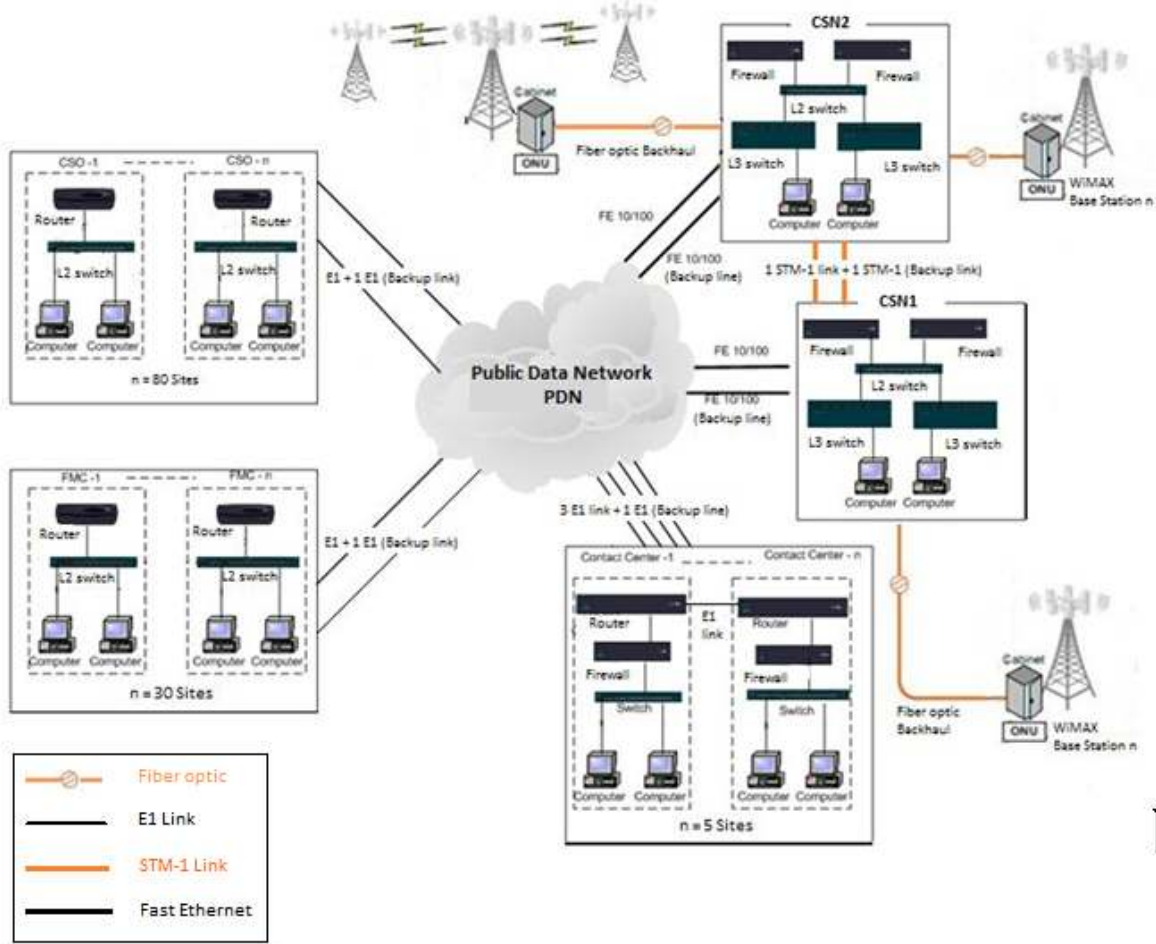 CSN2
Firewall
Firewall
L2 switch
L3 switch
L3 switch
Computer
Computer
Cabinet
ONU
Fiber optic Backhaul
Cabinet
ONU
WiMAX
Base Station n
CSO -1
CSO -n
Router
Router
L2 switch
L2 switch
Computer
Computer
Computer
Computer
n = 80 Sites
E1 + 1 E1 (Backup link)
FE 10/100
FE 10/100
(Backup line)
1 STM-1 link + 1 STM-1 (Backup link)
CSN1
Firewall
Firewall
L2 switch
L3 switch
L3 switch
Computer
Computer
Public Data Network
PDN
FE 10/100
FE 10/100
(Backup line)
FMC -1
FMC -n
Router
Router
L2 switch
L2 switch
Computer
Computer
Computer
Computer
n = 30 Sites
E1 + 1 E1 (Backup link)
3 E1 link + 1 E1 (Backup line)
Contact Center -1
Contact Center - n
Router
E1
link
Router
Firewall
Firewall
Switch
Switch
Computer
Computer
Computer
Computer
n = 5 Sites
Fiber optic
Backhaul
Cabinet
ONU
WiMAX
Base Station n
Fiber optic
E1 Link
STM-1 Link
Fast Ethernet